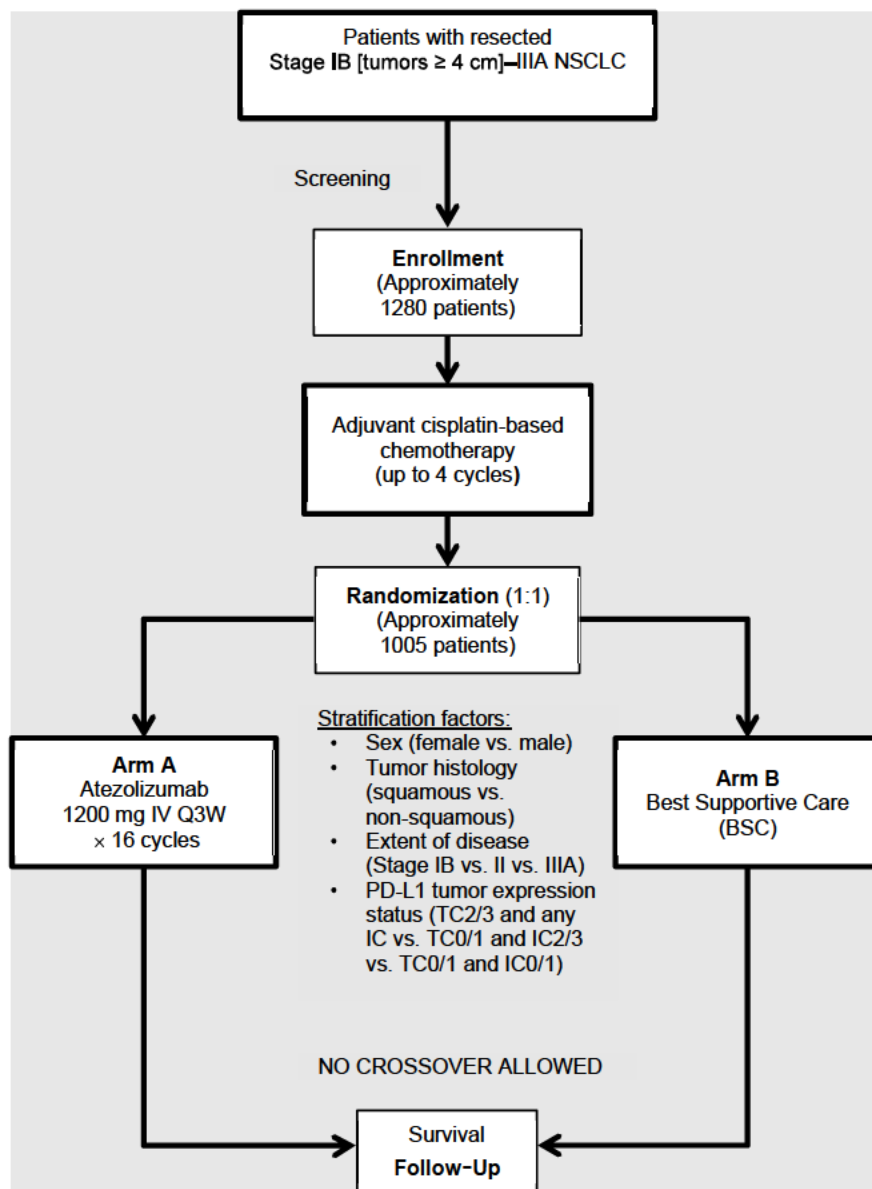 Patients with resected
Stage IB [tumors ≥ 4 cm]–IIIA NSCLC
Screening
Enrollment
(Approximately
1280 patients)
Adjuvant cisplatin-based
chemotherapy
(up to 4 cycles)
Randomization (1:1)
(Approximately
1005 patients)
Arm A
Atezolizumab
1200 mg IV Q3W
× 16 cycles
Stratification factors:
• Sex (female vs. male)
• Tumor histology
(squamous vs.
non-squamous)
• Extent of disease
(Stage IB vs. II vs. IIIA)
• PD-L1 tumor expression
status (TC2/3 and any
IC vs. TC0/1 and IC2/3
vs. TC0/1 and IC0/1)
Arm B
Best Supportive Care
(BSC)
NO CROSSOVER ALLOWED
Survival
Follow-Up